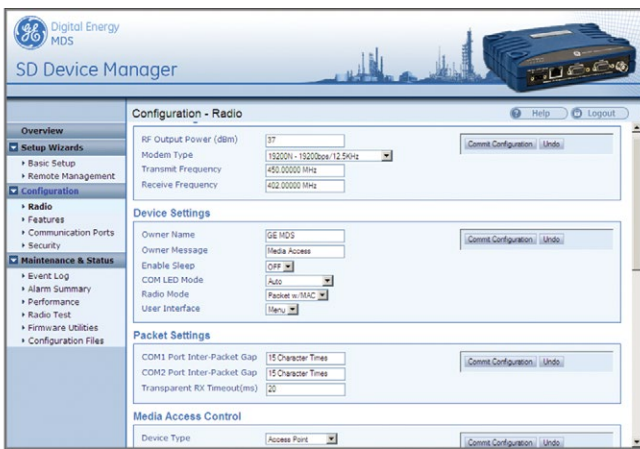 Digital Energy
MDS
SD Device Manager
Configuration - Radio
Help
Logout
Overview
Setup Wizards
Basic Setup
Remote Management
Configuration
Radio
Features
Communication Ports
Security
Maintenance & Status
Event Log
Alarm Summary
Performance
Radio Test
Firmware Utilities
Configuration Files
RF Output Power (dBm) 37
Modem Type 19200N - 19200bps/12.5KHz
Transmit Frequency 450.00000 MHz
Receive Frequency 402.00000 MHz
Commit Configuration Undo
Device Settings
Owner Name GE MDS
Owner Message Media Access
Enable Sleep OFF
COM LED Mode Auto
Radio Mode Packet w/MAC
User Interface Menu
Commit Configuration Undo
Packet Settings
COM1 Port Inter-Packet Gap 15 Character Times
COM2 Port Inter-Packet Gap 15 Character Times
Transparent RX Timeout(ms) 20
Commit Configuration Undo
Media Access Control
Device Type Access Point
Commit Configuration Undo